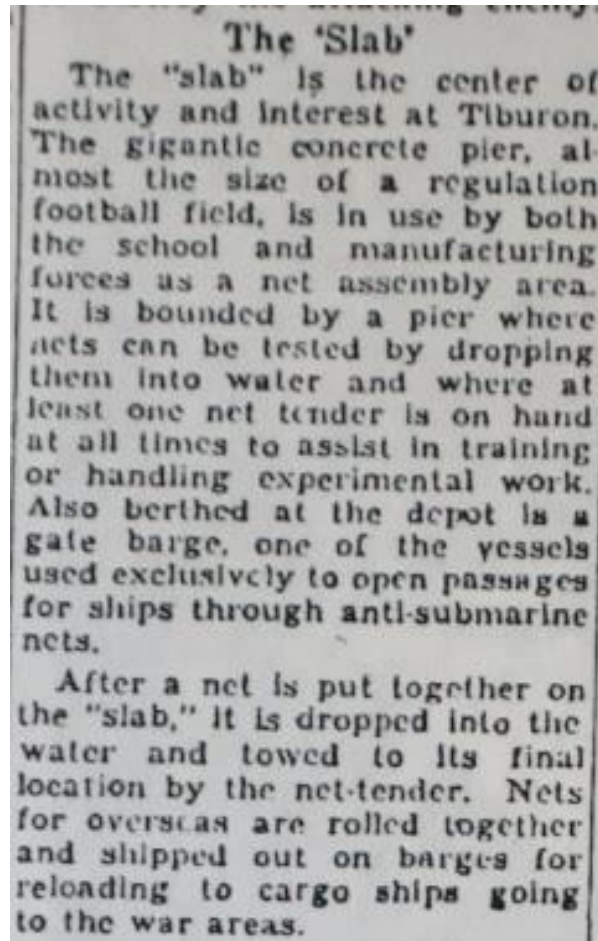 The 'Slab'
The "slab" is the center of
activity and interest at Tiburon.
The gigantic concrete pier, al-
most the size of a regulation
football field, is in use by both
the school and manufacturing
forces as a net assembly area.
It is bounded by a pier where
nets can be tested by dropping
them into water and where at
least one net tender is on hand
at all times to assist in training
or handling experimental work.
Also berthed at the depot is a
gate barge, one of the vessels
used exclusively to open passages
for ships through anti-submarine
nets.
After a net is put together on
the "slab," it is dropped into the
water and towed to its final
location by the net-tender. Nets
for overseas are rolled together
and shipped out on barges for
reloading to cargo ships going
to the war areas.